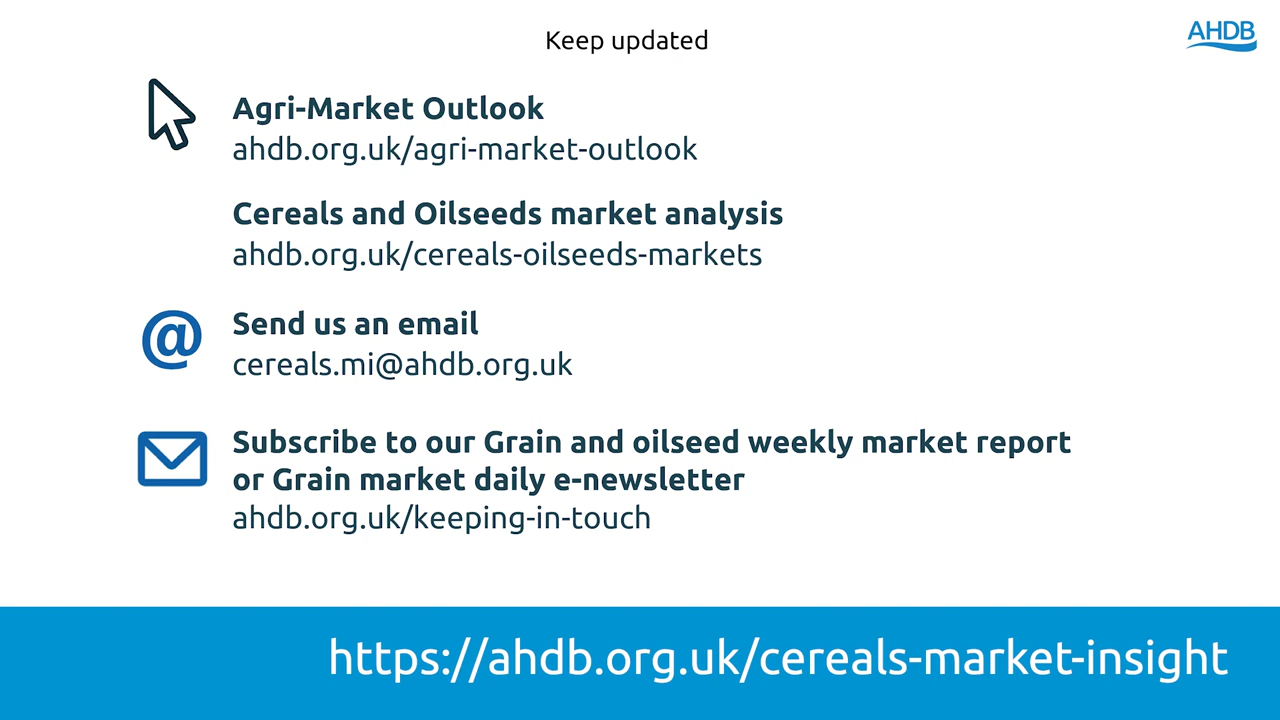 Keep updated
AHDB
Agri-Market Outlook
ahdb.org.uk/agri-market-outlook
Cereals and Oilseeds market analysis
ahdb.org.uk/cereals-oilseeds-markets
@
Send us an email
cereals.mi@ahdb.org.uk
Subscribe to our Grain and oilseed weekly market report
or Grain market daily e-newsletter
ahdb.org.uk/keeping-in-touch
https://ahdb.org.uk/cereals-market-insight